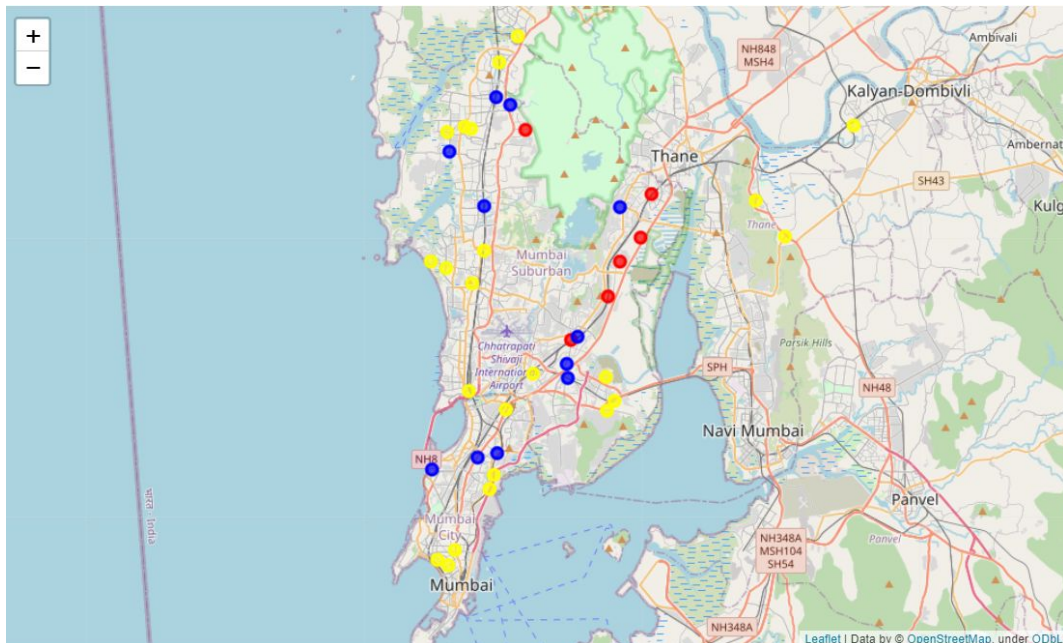 +
−
NH848
MSH4
Ambivali
Kalyan-Dombivli
Thane
Ambernat
SH43
Kulg
Thane
Mumbai
Suburban
Chhatrapati
Shivaji
International
Airport
Parsik Hills
SPH
NH48
Navi Mumbai
NH8
Panvel
भारत - India
Mumbai
City
NH348A
MSH104
SH54
Panvel
Mumbai
NH348A
Leaflet | Data by © OpenStreetMap, under ODbL